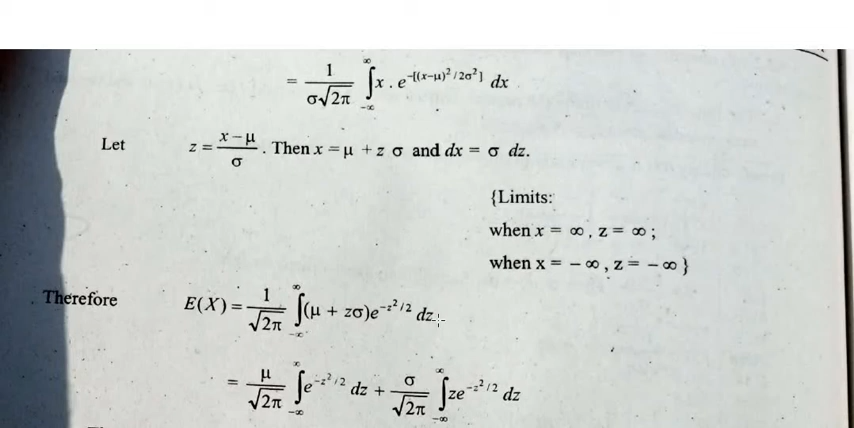 = 1/(σ√2π) ∫_{-∞}^{∞} x . e^{-[(x-μ)²/2σ²]} dx
Let z = (x-μ)/σ . Then x = μ + z σ and dx = σ dz.
{Limits:
when x = ∞, z = ∞;
when x = -∞, z = -∞}
Therefore E(X) = 1/√2π ∫_{-∞}^{∞} (μ + zσ)e^{-z²/2} dz.
= μ/√2π ∫_{-∞}^{∞} e^{-z²/2} dz + σ/√2π ∫_{-∞}^{∞} ze^{-z²/2} dz